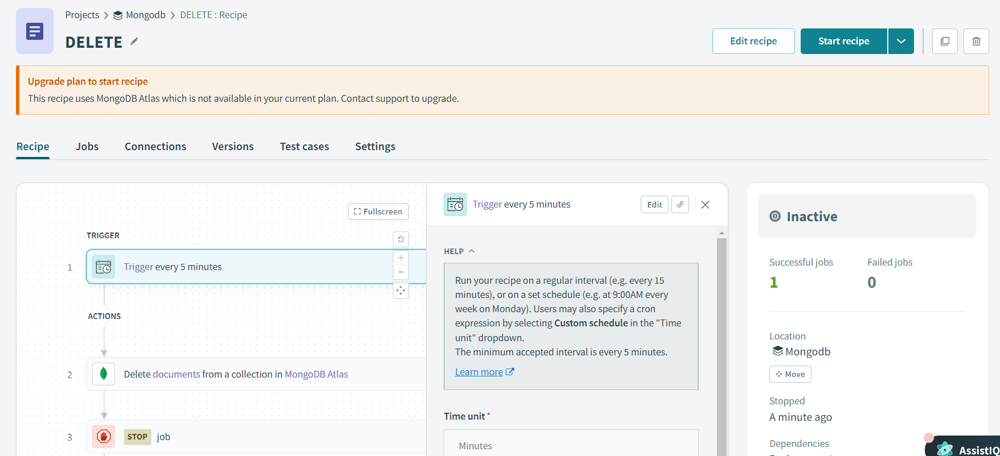 Projects > Mongodb > DELETE : Recipe
DELETE
Edit recipe
Start recipe
Upgrade plan to start recipe
This recipe uses MongoDB Atlas which is not available in your current plan. Contact support to upgrade.
Recipe Jobs Connections Versions Test cases Settings
Fullscreen
TRIGGER
1 Trigger every 5 minutes
ACTIONS
2 Delete documents from a collection in MongoDB Atlas
3 STOP job
Trigger every 5 minutes
Edit
HELP
Run your recipe on a regular interval (e.g. every 15
minutes), or on a set schedule (e.g. at 9:00AM every
week on Monday). Users may also specify a cron
expression by selecting Custom schedule in the "Time
unit" dropdown.
The minimum accepted interval is every 5 minutes.
Learn more
Time unit *
Minutes
Inactive
Successful jobs Failed jobs
1 0
Location
Mongodb
Move
Stopped
A minute ago
Dependencies
AssistIQ